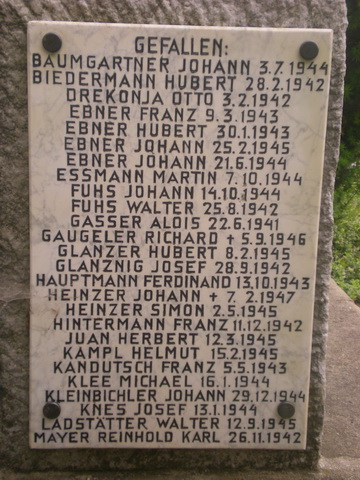 GEFALLEN:
BAUMGARTNER JOHANN 3.7.1944
BIEDERMANN HUBERT 28.2.1942
DREKONJA OTTO 3.2.1942
EBNER FRANZ 9.3.1943
EBNER HUBERT 30.1.1943
EBNER JOHANN 25.2.1945
EBNER JOHANN 21.6.1944
ESSMANN MARTIN 7.10.1944
FUHS JOHANN 14.10.1944
FUHS WALTER 25.8.1942
GASSER ALOIS 22.6.1941
GAUGELER RICHARD + 5.9.1946
GLANZER HUBERT 8.2.1945
GLANZNIG JOSEF 28.9.1942
HAUPTMANN FERDINAND 13.10.1943
HEINZER JOHANN + 7.2.1947
HEINZER SIMON 2.5.1945
HINTERMANN FRANZ 11.12.1942
JUAN HERBERT 12.3.1945
KAMPL HELMUT 15.2.1945
KANDUTSCH FRANZ 5.5.1943
KLEE MICHAEL 16.1.1944
KLEINBICHLER JOHANN 29.12.1944
KNES JOSEF 13.1.1944
LADSTÄTTER WALTER 12.9.1945
MAYER REINHOLD KARL 26.11.1942